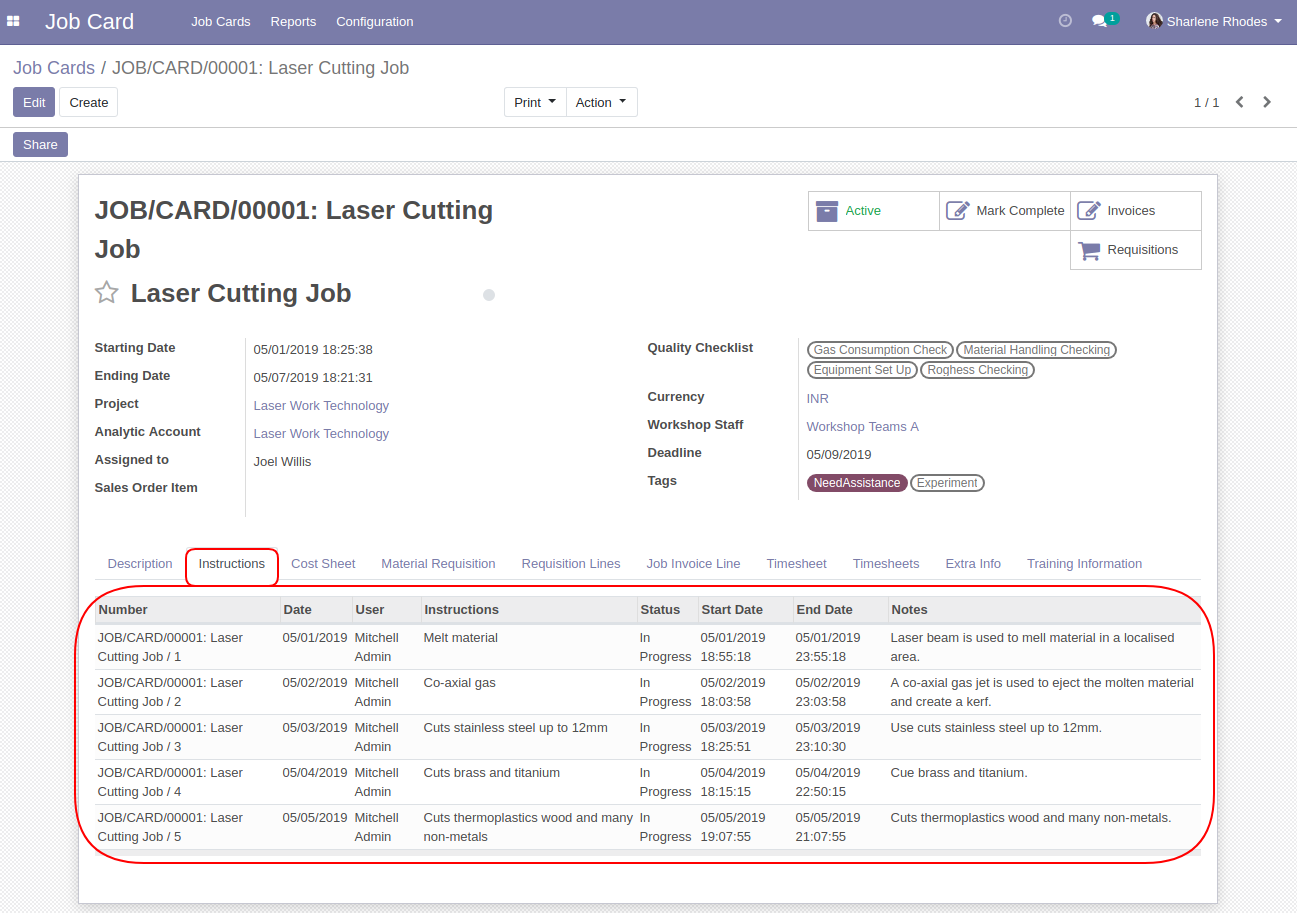 Job Card Job Cards Reports Configuration 1 Sharlene Rhodes
Job Cards / JOB/CARD/00001: Laser Cutting Job
Edit Create Print Action 1 / 1
Share
JOB/CARD/00001: Laser Cutting
Job
Active Mark Complete Invoices
Requisitions
Laser Cutting Job
Starting Date 05/01/2019 18:25:38
Ending Date 05/07/2019 18:21:31
Project Laser Work Technology
Analytic Account Laser Work Technology
Assigned to Joel Willis
Sales Order Item
Quality Checklist Gas Consumption Check Material Handling Checking
Equipment Set Up Roghess Checking
Currency INR
Workshop Staff Workshop Teams A
Deadline 05/09/2019
Tags NeedAssistance Experiment
Description Instructions Cost Sheet Material Requisition Requisition Lines Job Invoice Line Timesheet Timesheets Extra Info Training Information
Number Date User Instructions Status Start Date End Date Notes
JOB/CARD/00001: Laser 05/01/2019 Mitchell Melt material In 05/01/2019 05/01/2019 Laser beam is used to mell material in a localised
Cutting Job / 1 Admin Progress 18:55:18 23:55:18 area.
JOB/CARD/00001: Laser 05/02/2019 Mitchell Co-axial gas In 05/02/2019 05/02/2019 A co-axial gas jet is used to eject the molten material
Cutting Job / 2 Admin Progress 18:03:58 23:03:58 and create a kerf.
JOB/CARD/00001: Laser 05/03/2019 Mitchell Cuts stainless steel up to 12mm In 05/03/2019 05/03/2019 Use cuts stainless steel up to 12mm.
Cutting Job / 3 Admin Progress 18:25:51 23:10:30
JOB/CARD/00001: Laser 05/04/2019 Mitchell Cuts brass and titanium In 05/04/2019 05/04/2019 Cue brass and titanium.
Cutting Job / 4 Admin Progress 18:15:15 22:50:15
JOB/CARD/00001: Laser 05/05/2019 Mitchell Cuts thermoplastics wood and many In 05/05/2019 05/05/2019 Cuts thermoplastics wood and many non-metals.
Cutting Job / 5 Admin non-metals Progress 19:07:55 21:07:55